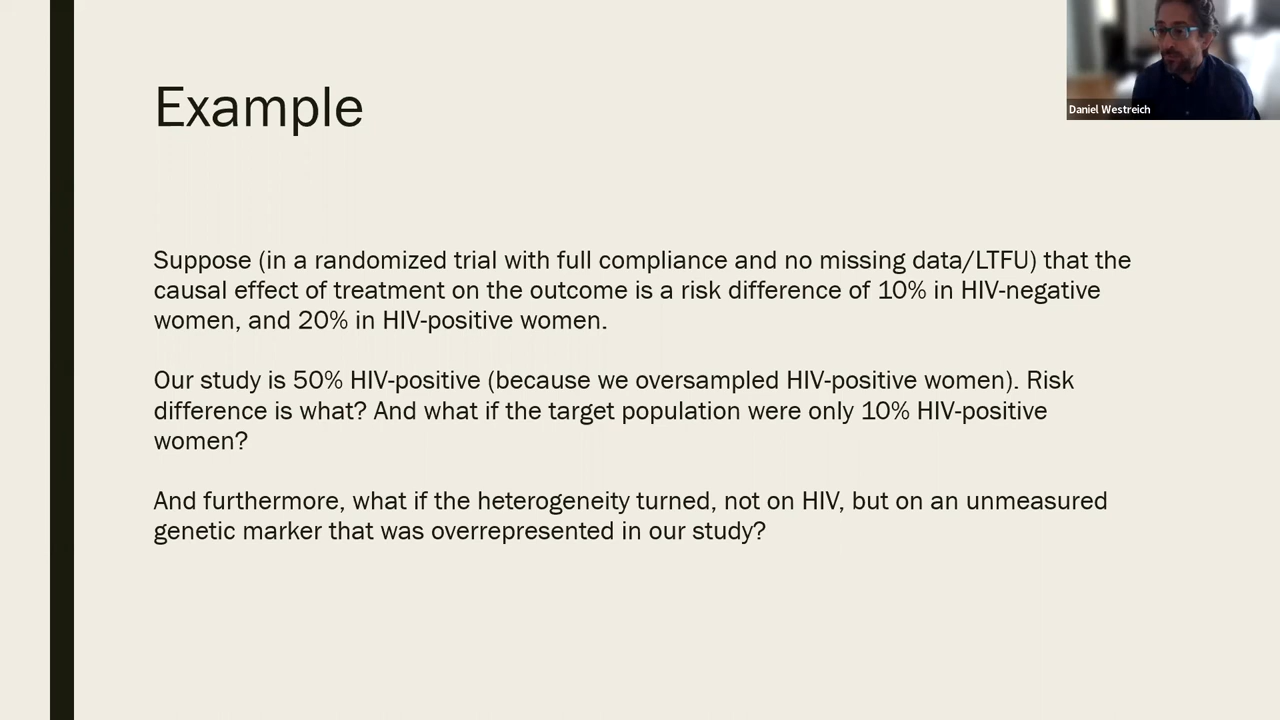 Daniel Westreich
Example
Suppose (in a randomized trial with full compliance and no missing data/LTFU) that the
causal effect of treatment on the outcome is a risk difference of 10% in HIV-negative
women, and 20% in HIV-positive women.
Our study is 50% HIV-positive (because we oversampled HIV-positive women). Risk
difference is what? And what if the target population were only 10% HIV-positive
women?
And furthermore, what if the heterogeneity turned, not on HIV, but on an unmeasured
genetic marker that was overrepresented in our study?